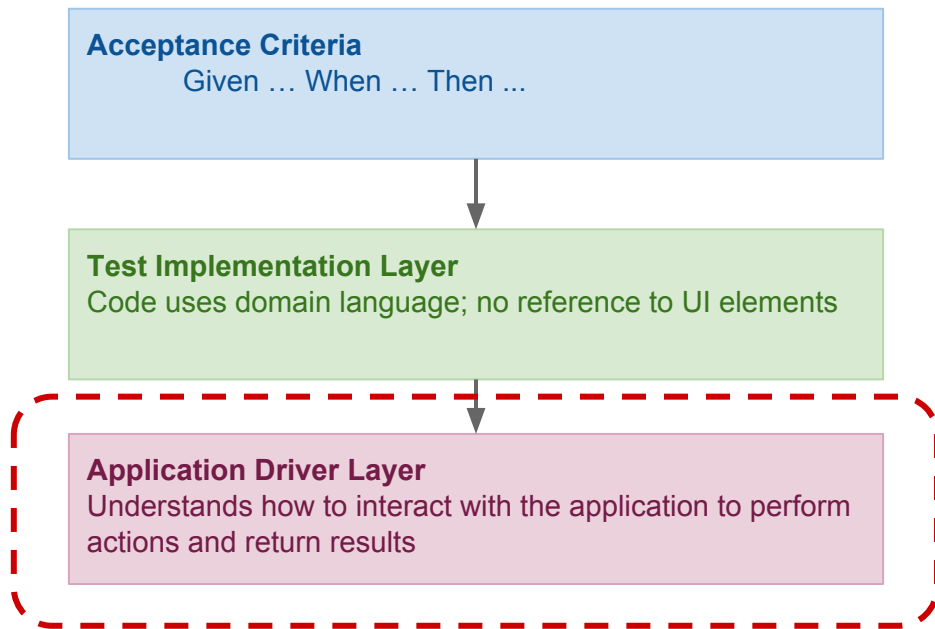 Acceptance Criteria
Given … When … Then ...
Test Implementation Layer
Code uses domain language; no reference to UI elements
Application Driver Layer
Understands how to interact with the application to perform
actions and return results